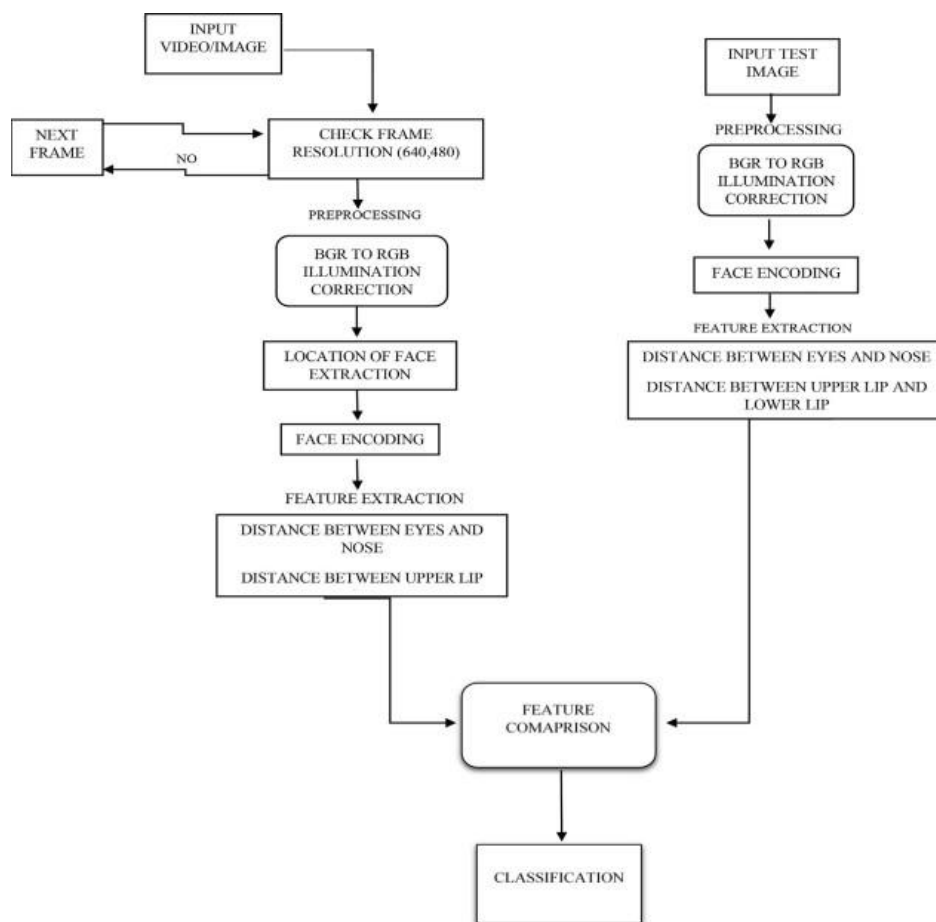 INPUT
VIDEO/IMAGE
NEXT
FRAME
NO
CHECK FRAME
RESOLUTION (640,480)
PREPROCESSING
BGR TO RGB
ILLUMINATION
CORRECTION
LOCATION OF FACE
EXTRACTION
FACE ENCODING
FEATURE EXTRACTION
DISTANCE BETWEEN EYES AND
NOSE
DISTANCE BETWEEN UPPER LIP
INPUT TEST
IMAGE
PREPROCESSING
BGR TO RGB
ILLUMINATION
CORRECTION
FACE ENCODING
FEATURE EXTRACTION
DISTANCE BETWEEN EYES AND NOSE
DISTANCE BETWEEN UPPER LIP AND
LOWER LIP
FEATURE
COMAPRISON
CLASSIFICATION